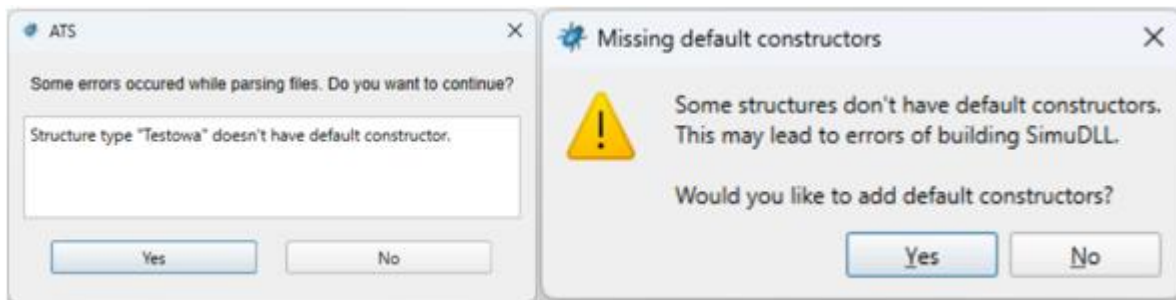 ATS
Some errors occured while parsing files. Do you want to continue?
Structure type "Testowa" doesn't have default constructor.
Yes
No
Missing default constructors
Some structures don't have default constructors.
This may lead to errors of building SimuDLL.
Would you like to add default constructors?
Yes
No